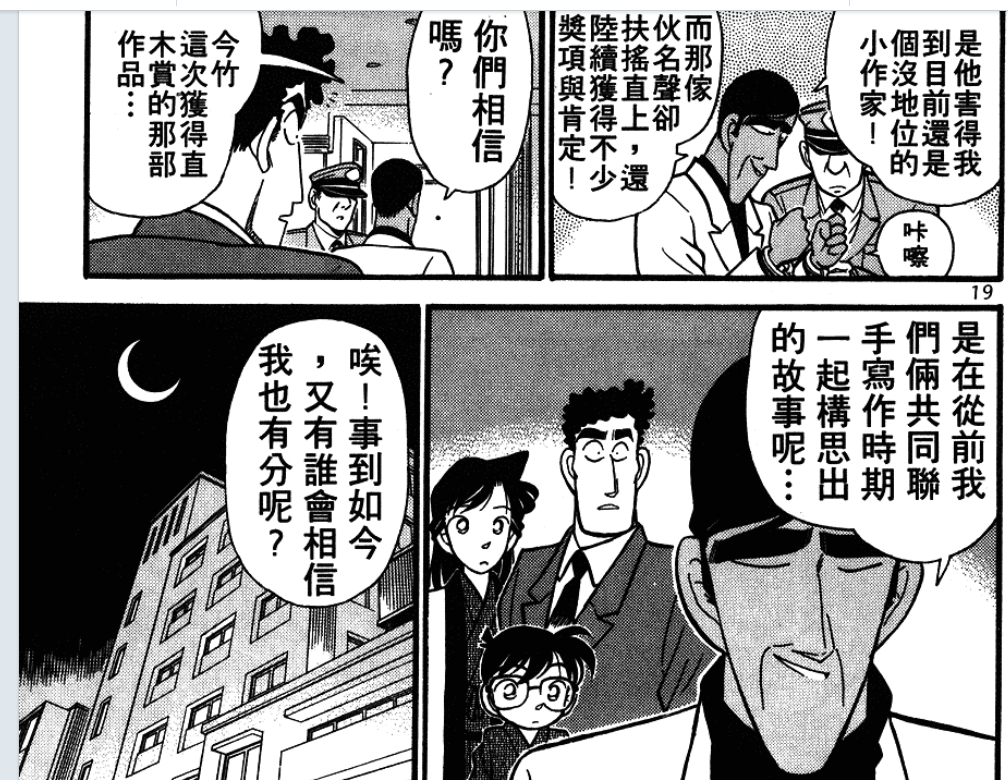 是他害得我
到目前還是
個沒地位的
小作家！
而那傢
伙名聲卻
扶搖直上，還
陸續獲得不少
獎項與肯定！
咔嚓
你們相信
嗎？
今竹
這次獲得直
木賞的那部
作品…
19
是在從前我
們倆共同聯
手寫作時期
一起構思出
的故事呢…
唉！事到如今
，又有誰會相信
我也有分呢？